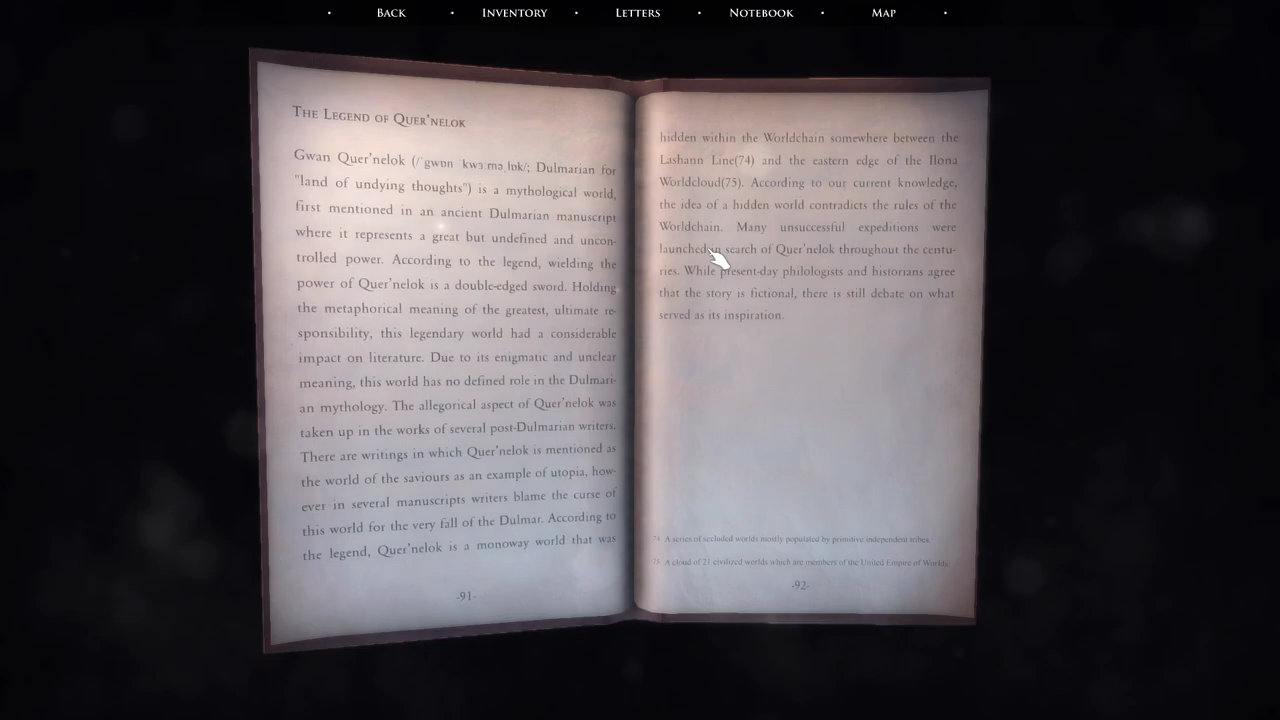 BACK
INVENTORY
LETTERS
NOTEBOOK
MAP
THE LEGEND OF QUER'NELOK
Gwan Quer'nelok (/ˈgwɒn ˈkwɜːməˌlɒk/; Dulmarian for
"land of undying thoughts") is a mythological world,
first mentioned in an ancient Dulmarian manuscript
where it represents a great but undefined and uncon-
trolled power. According to the legend, wielding the
power of Quer'nelok is a double-edged sword. Holding
the metaphorical meaning of the greatest, ultimate re-
sponsibility, this legendary world had a considerable
impact on literature. Due to its enigmatic and unclear
meaning, this world has no defined role in the Dulmari-
an mythology. The allegorical aspect of Quer'nelok was
taken up in the works of several post-Dulmarian writers.
There are writings in which Quer'nelok is mentioned as
the world of the saviours as an example of utopia, how-
ever in several manuscripts writers blame the curse of
this world for the very fall of the Dulmar. According to
the legend, Quer'nelok is a monoway world that was
-91-
hidden within the Worldchain somewhere between the
Lashann Line(74) and the eastern edge of the Ilona
Worldcloud(75). According to our current knowledge,
the idea of a hidden world contradicts the rules of the
Worldchain. Many unsuccessful expeditions were
launched in search of Quer'nelok throughout the centu-
ries. While present-day philologists and historians agree
that the story is fictional, there is still debate on what
served as its inspiration.
74 A series of secluded worlds mostly populated by primitive independent tribes.
75 A cloud of 21 civilized worlds which are members of the United Empire of Worlds.
-92-